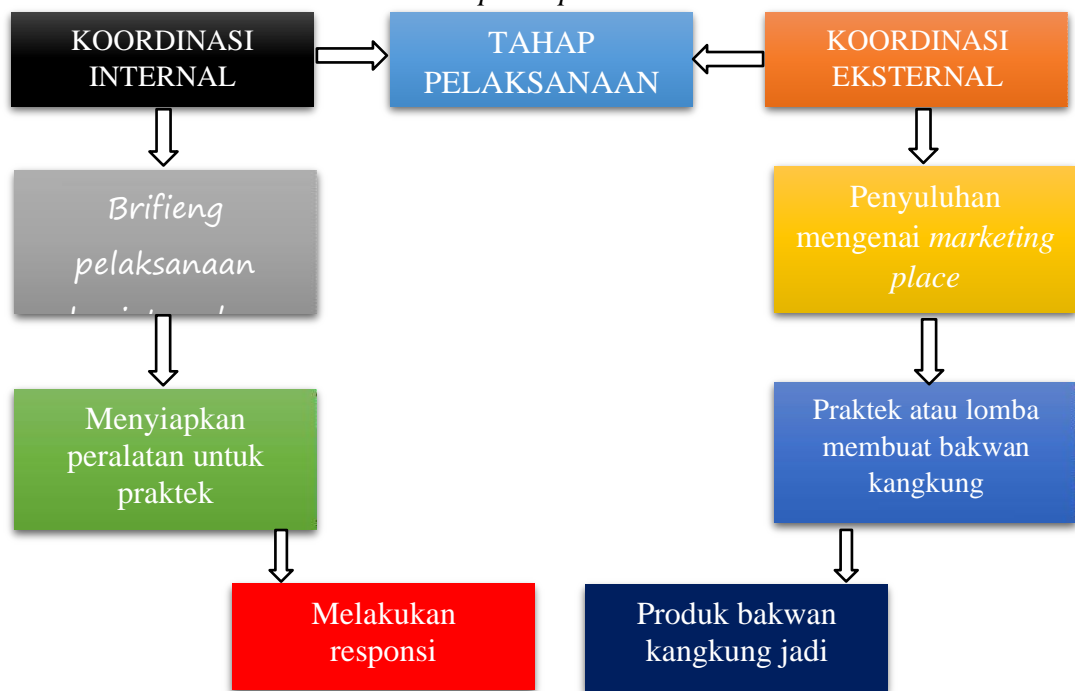 KOORDINASI
INTERNAL
TAHAP
PELAKSANAAN
KOORDINASI
EKSTERNAL
Brifieng
pelaksanaan
Penyuluhan
mengenai marketing
place
Menyiapkan
peralatan untuk
praktek
Praktek atau lomba
membuat bakwan
kangkung
Melakukan
responsi
Produk bakwan
kangkung jadi